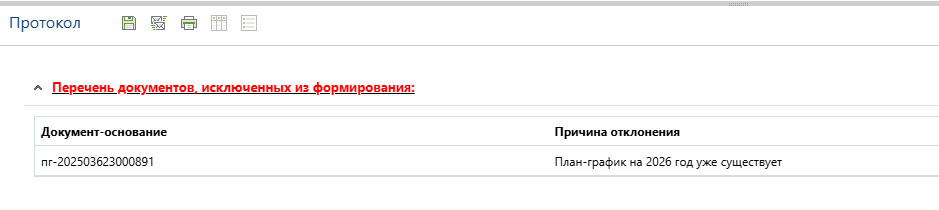 Протокол
Перечень документов, исключенных из формирования:
Документ-основание Причина отклонения
пг-202503623000891 План-график на 2026 год уже существует